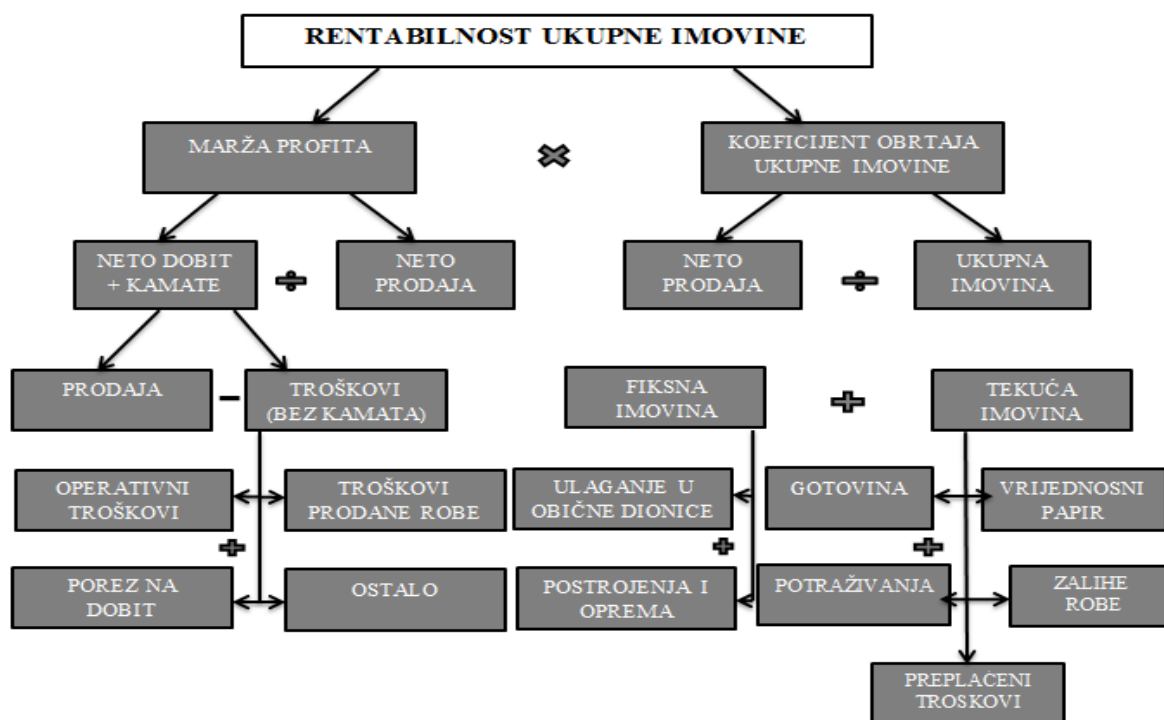 RENTABILNOST UKUPNE IMOVINE
MARŽA PROFITA
KOEFICIJENT OBRTAJA
UKUPNE IMOVINE
NETO DOBIT
+ KAMATE
NETO
PRODAJA
NETO
PRODAJA
UKUPNA
IMOVINA
PRODAJA
TROŠKOVI
(BEZ KAMATA)
FIKSNA
IMOVINA
TEKUĆA
IMOVINA
OPERATIVNI
TROŠKOVI
TROŠKOVI
PRODANE ROBE
ULAGANJE U
OBIČNE DIONICE
GOTOVINA
VRIJEDNOSNI
PAPIR
POREZ NA
DOBIT
OSTALO
POSTROJENJA I
OPREMA
POTRAŽIVANJA
ZALIHE
ROBE
PREPLAČENI
TROSKOVI